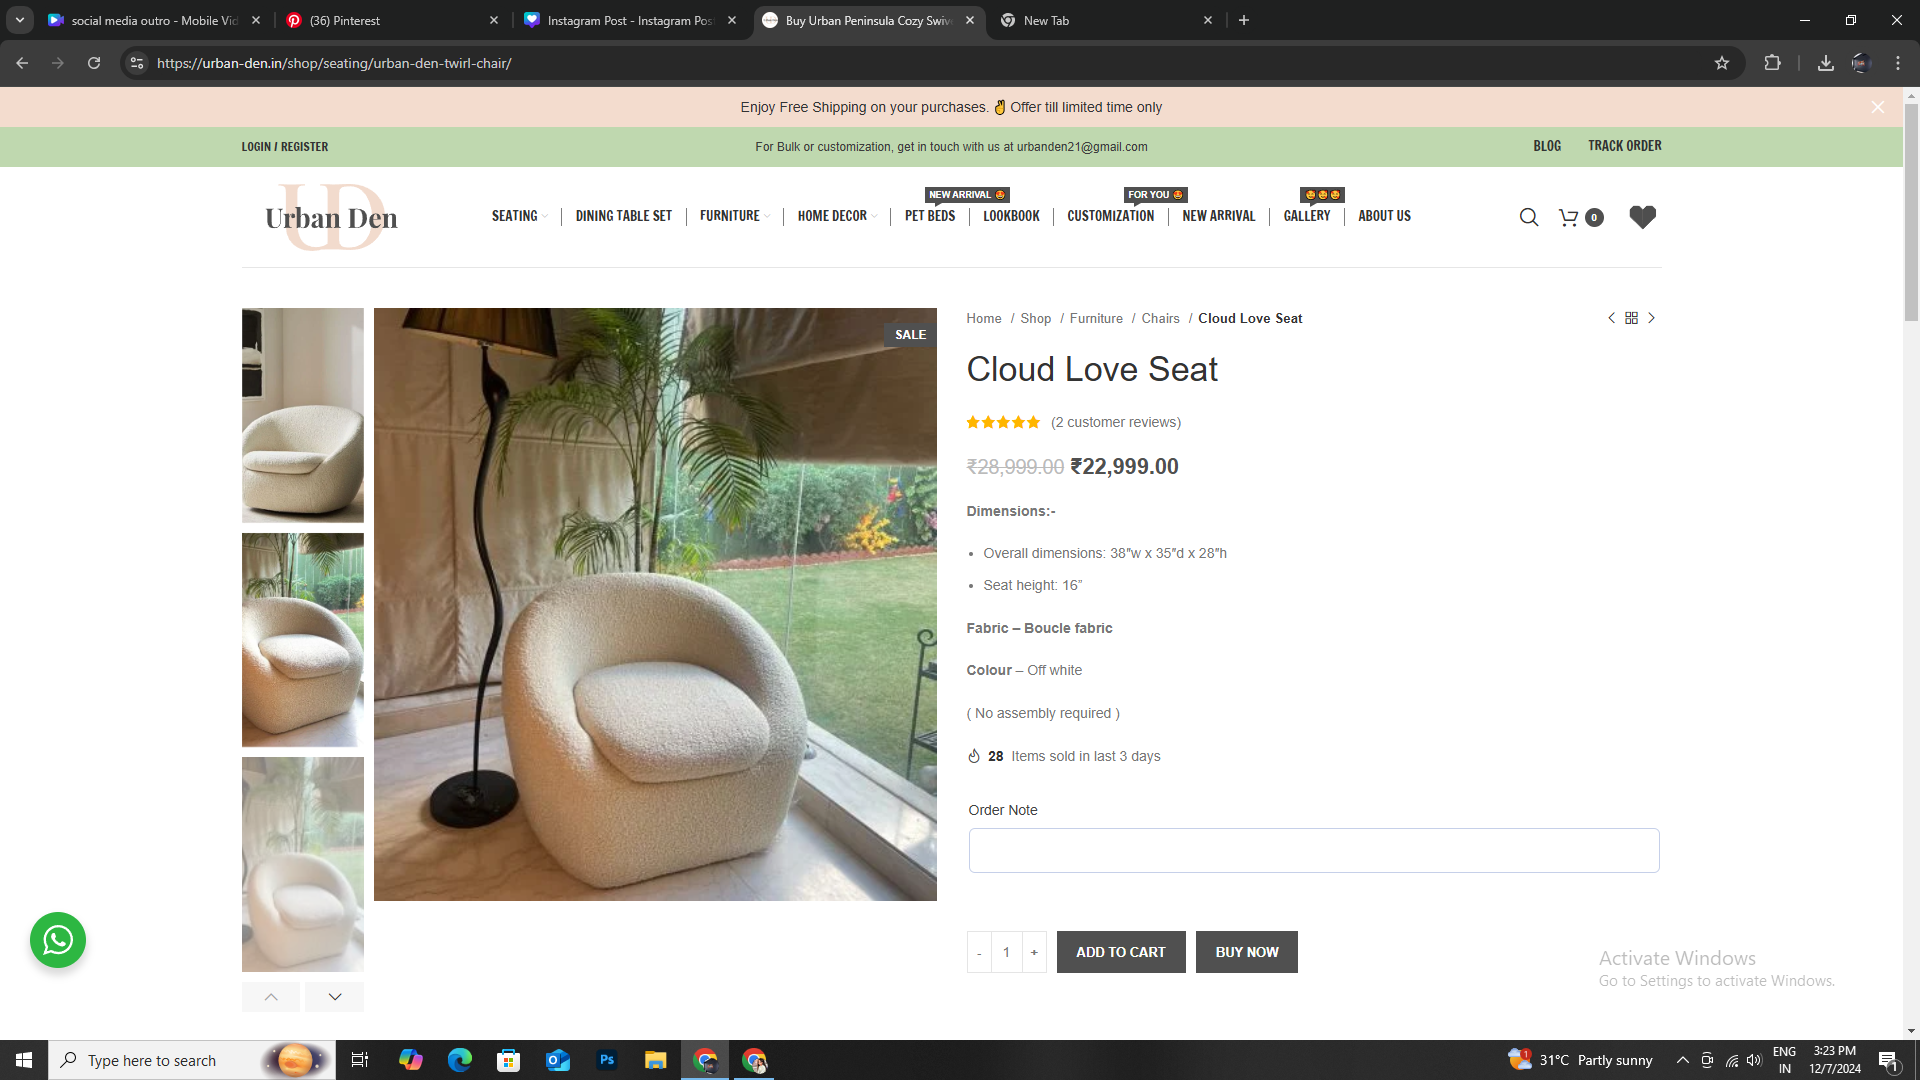 social media outro - Mobile Vid
(36) Pinterest
Instagram Post - Instagram Pos
Buy Urban Peninsula Cozy Swiv
New Tab
https://urban-den.in/shop/seating/urban-den-twirl-chair/
Enjoy Free Shipping on your purchases.✌ Offer till limited time only
LOGIN / REGISTER
For Bulk or customization, get in touch with us at urbanden21@gmail.com
BLOG
TRACK ORDER
UD
Urban Den
NEW ARRIVAL 😍
FOR YOU 😍
SEATING
DINING TABLE SET
FURNITURE
HOME DECOR
PET BEDS
LOOKBOOK
CUSTOMIZATION
NEW ARRIVAL
GALLERY
ABOUT US
0
SALE
Home / Shop / Furniture / Chairs / Cloud Love Seat
Cloud Love Seat
(2 customer reviews)
₹28,999.00 ₹22,999.00
Dimensions:-
• Overall dimensions: 38″w x 35″d x 28″h
• Seat height: 16”
Fabric – Boucle fabric
Colour – Off white
( No assembly required )
28 Items sold in last 3 days
Order Note
- 1 +
ADD TO CART
BUY NOW
Activate Windows
Go to Settings to activate Windows.
Type here to search
Ps
1
31°C Partly sunny
ENG
IN
3:23 PM
12/7/2024
1